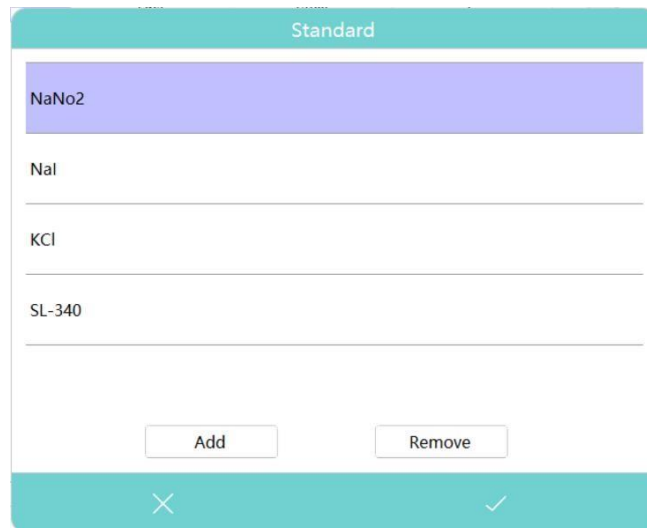 Standard
NaNo2
NaI
KCl
SL-340
Add
Remove